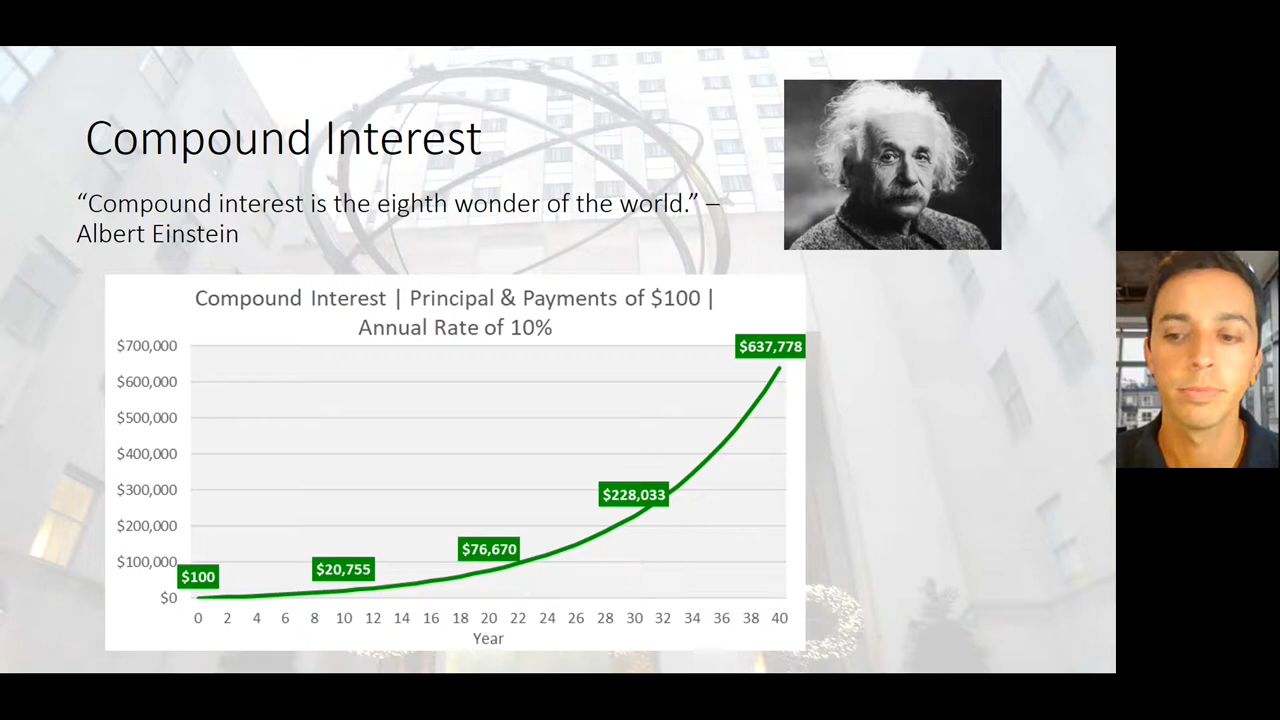 Compound Interest
“Compound interest is the eighth wonder of the world.” –
Albert Einstein
Compound Interest | Principal & Payments of $100 |
Annual Rate of 10%
$700,000
$600,000
$500,000
$400,000
$300,000
$200,000
$100,000
$0
$100
$20,755
$76,670
$228,033
$637,778
0 2 4 6 8 10 12 14 16 18 20 22 24 26 28 30 32 34 36 38 40
Year